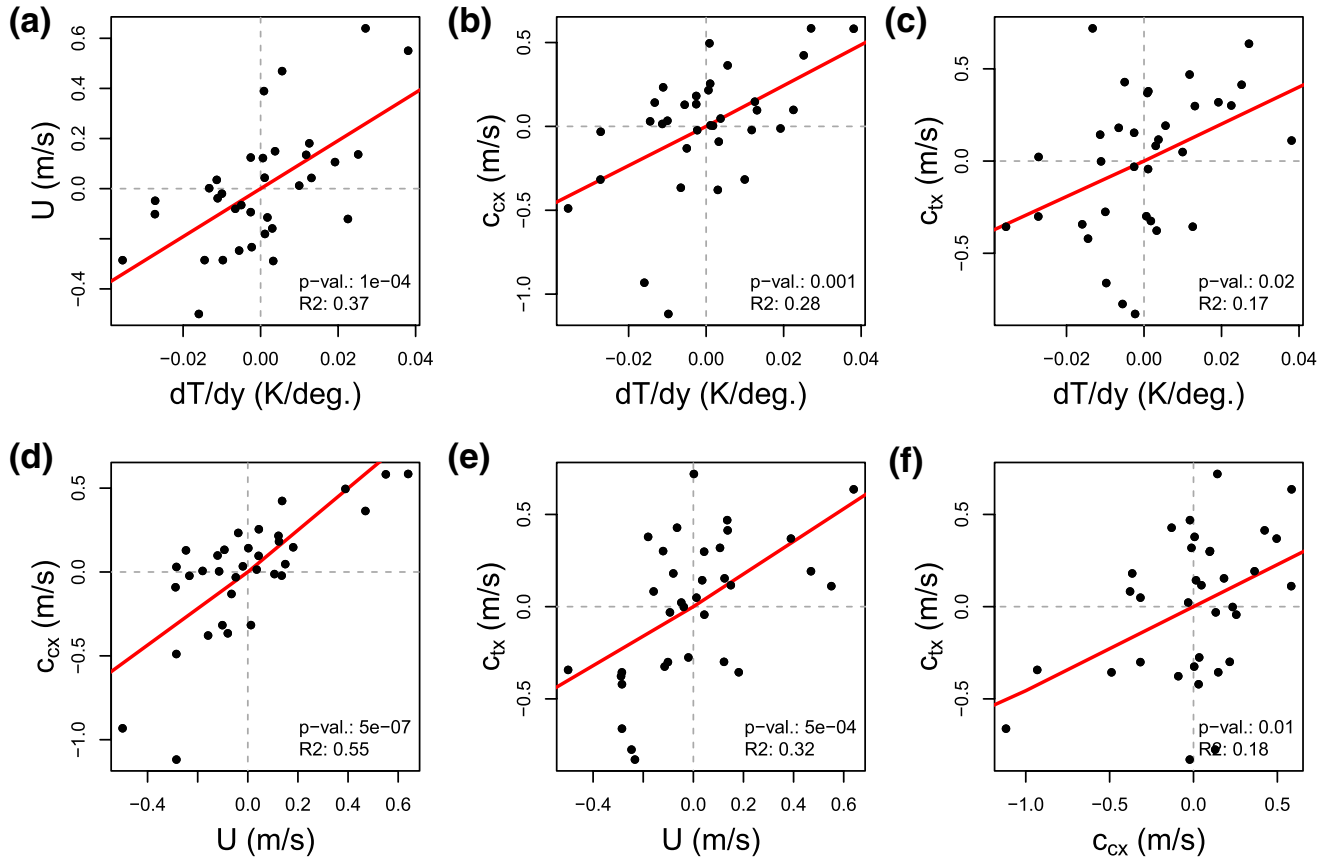 (a)
U (m/s)
0.6
0.4
0.2
0.0
−0.4
p-val.: 1e−04
R2: 0.37
−0.02 0.00 0.02 0.04
dT/dy (K/deg.)
(b)
c_cx (m/s)
0.5
0.0
−0.5
−1.0
p-val.: 0.001
R2: 0.28
−0.02 0.00 0.02 0.04
dT/dy (K/deg.)
(c)
c_tx (m/s)
0.5
0.0
−0.5
p-val.: 0.02
R2: 0.17
−0.02 0.00 0.02 0.04
dT/dy (K/deg.)
(d)
c_cx (m/s)
0.5
0.0
−0.5
−1.0
p-val.: 5e−07
R2: 0.55
−0.4 0.0 0.2 0.4 0.6
U (m/s)
(e)
c_tx (m/s)
0.5
0.0
−0.5
p-val.: 5e−04
R2: 0.32
−0.4 0.0 0.2 0.4 0.6
U (m/s)
(f)
c_tx (m/s)
0.5
0.0
−0.5
p-val.: 0.01
R2: 0.18
−1.0 −0.5 0.0 0.5
c_cx (m/s)